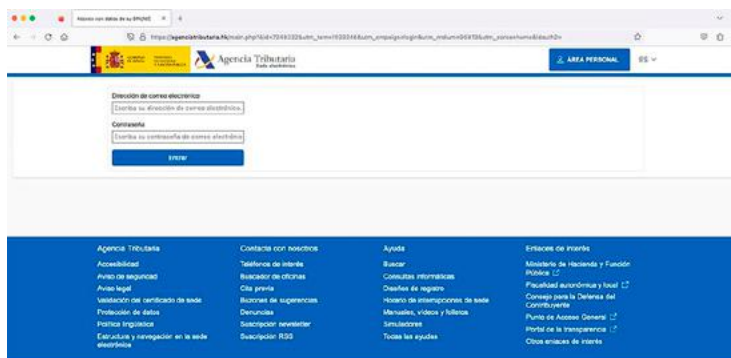 Agencia Tributaria
Sede electrónica
ÁREA PERSONAL
ES
Dirección de correo electrónico
Escriba su dirección de correo electrónico.
Contraseña
Escriba su contraseña de correo electrónico
Entrar
Agencia Tributaria
Accesibilidad
Aviso de seguridad
Aviso legal
Validación del certificado de sede
Protección de datos
Política lingüística
Estructura y navegación en la sede
electrónica
Contacta con nosotros
Teléfonos de interés
Buscador de oficinas
Cita previa
Buzones de sugerencias
Denuncias
Suscripción newsletter
Suscripción RSS
Ayuda
Buscar
Consultas informáticas
Diseños de registro
Horario de interrupciones de sede
Manuales, vídeos y folletos
Simuladores
Todas las ayudas
Enlaces de interés
Ministerio de Hacienda y Función
Pública
Fiscalidad autonómica y local
Consejo para la Defensa del
Contribuyente
Punto de Acceso General
Portal de la transparencia
Otros enlaces de interés